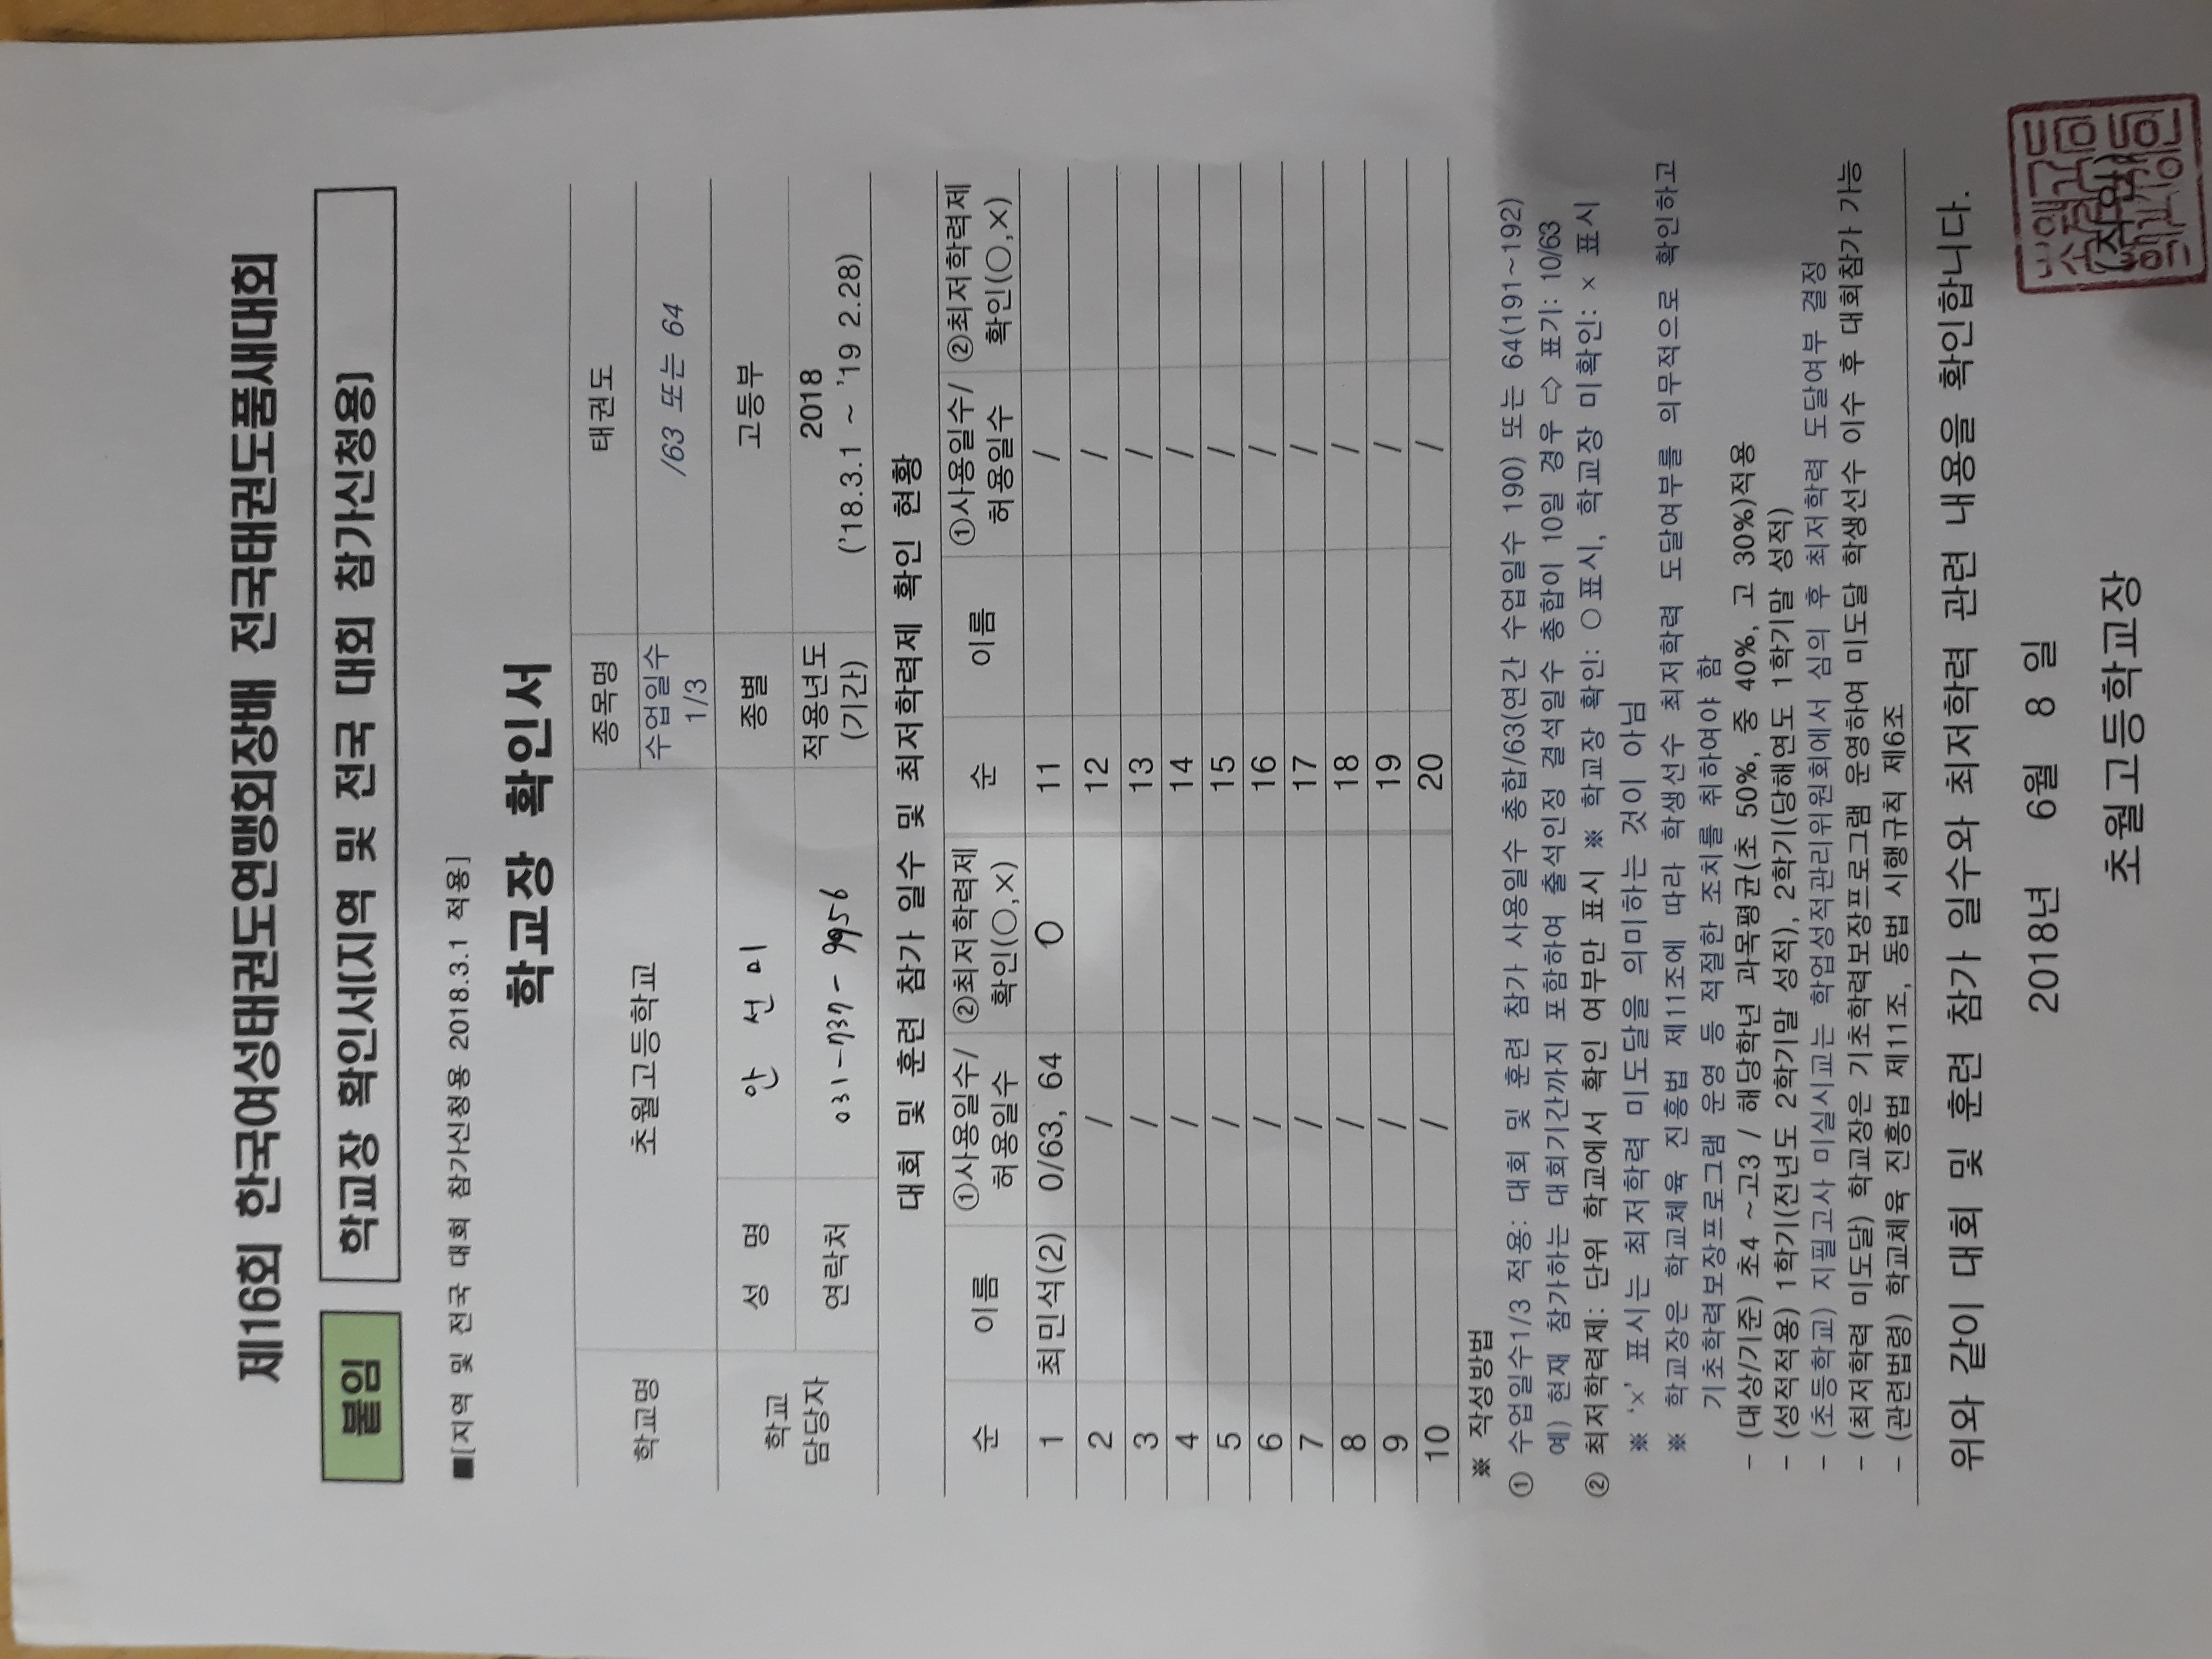 제16회 한국여성태권도연맹회장배 전국태권도품새대회
붙임 학교장 확인서[지역 및 전국 대회 참가신청용]
■[지역 및 전국 대회 참가신청용 2018.3.1 적용]
학교장 확인서
학교명 초월고등학교 종목명 태권도
수업일수 1/3 /63 또는 64
학교 담당자 성 명 안 선 미 종별 고등부
연락처 031-737-9956 적용년도 (기간) 2018 ('18.3.1 ~ '19 2.28)
대회 및 훈련 참가 일수 및 최저학력제 확인 현황
순 이름 ①사용일수/허용일수 ②최저학력제 확인(○,×) 순 이름 ①사용일수/허용일수 ②최저학력제 확인(○,×)
1 최민석(2) 0/63, 64 O 11 /
2 / 12 /
3 / 13 /
4 / 14 /
5 / 15 /
6 / 16 /
7 / 17 /
8 / 18 /
9 / 19 /
10 / 20 /
※ 작성방법
① 수업일수1/3 적용: 대회 및 훈련 참가 사용일수 총합/63(연간 수업일수 190) 또는 64(191~192)
예) 현재 참가하는 대회기간까지 포함하여 출석인정 결석일수 총합이 10일 경우 ⇨ 표기: 10/63
② 최저학력제: 단위 학교에서 확인 여부만 표시 ※ 학교장 확인: ○ 표시, 학교장 미확인: × 표시
※ '×' 표시는 최저학력 미도달을 의미하는 것이 아님
※ 학교장은 학교체육 진흥법 제11조에 따라 학생선수 최저학력 도달여부를 의무적으로 확인하고
기초학력보장프로그램 운영 등 적절한 조치를 취하여야 함
- (대상/기준) 초4 ~고3 / 해당학년 과목평균(초 50%, 중 40%, 고 30%)적용
- (성적적용) 1학기(전년도 2학기말 성적), 2학기(당해연도 1학기말 성적)
- (초등학교) 지필고사 미실시교는 학업성적관리위원회에서 심의 후 최저학력 도달여부 결정
- (최저학력 미도달) 학교장은 기초학력보장프로그램 운영하여 미도달 학생선수 이수 후 대회참가 가능
- (관련법령) 학교체육 진흥법 제11조, 동법 시행규칙 제6조
위와 같이 대회 및 훈련 참가 일수와 최저학력 관련 내용을 확인합니다.
2018년 6월 8 일
초월고등학교장 (직인)